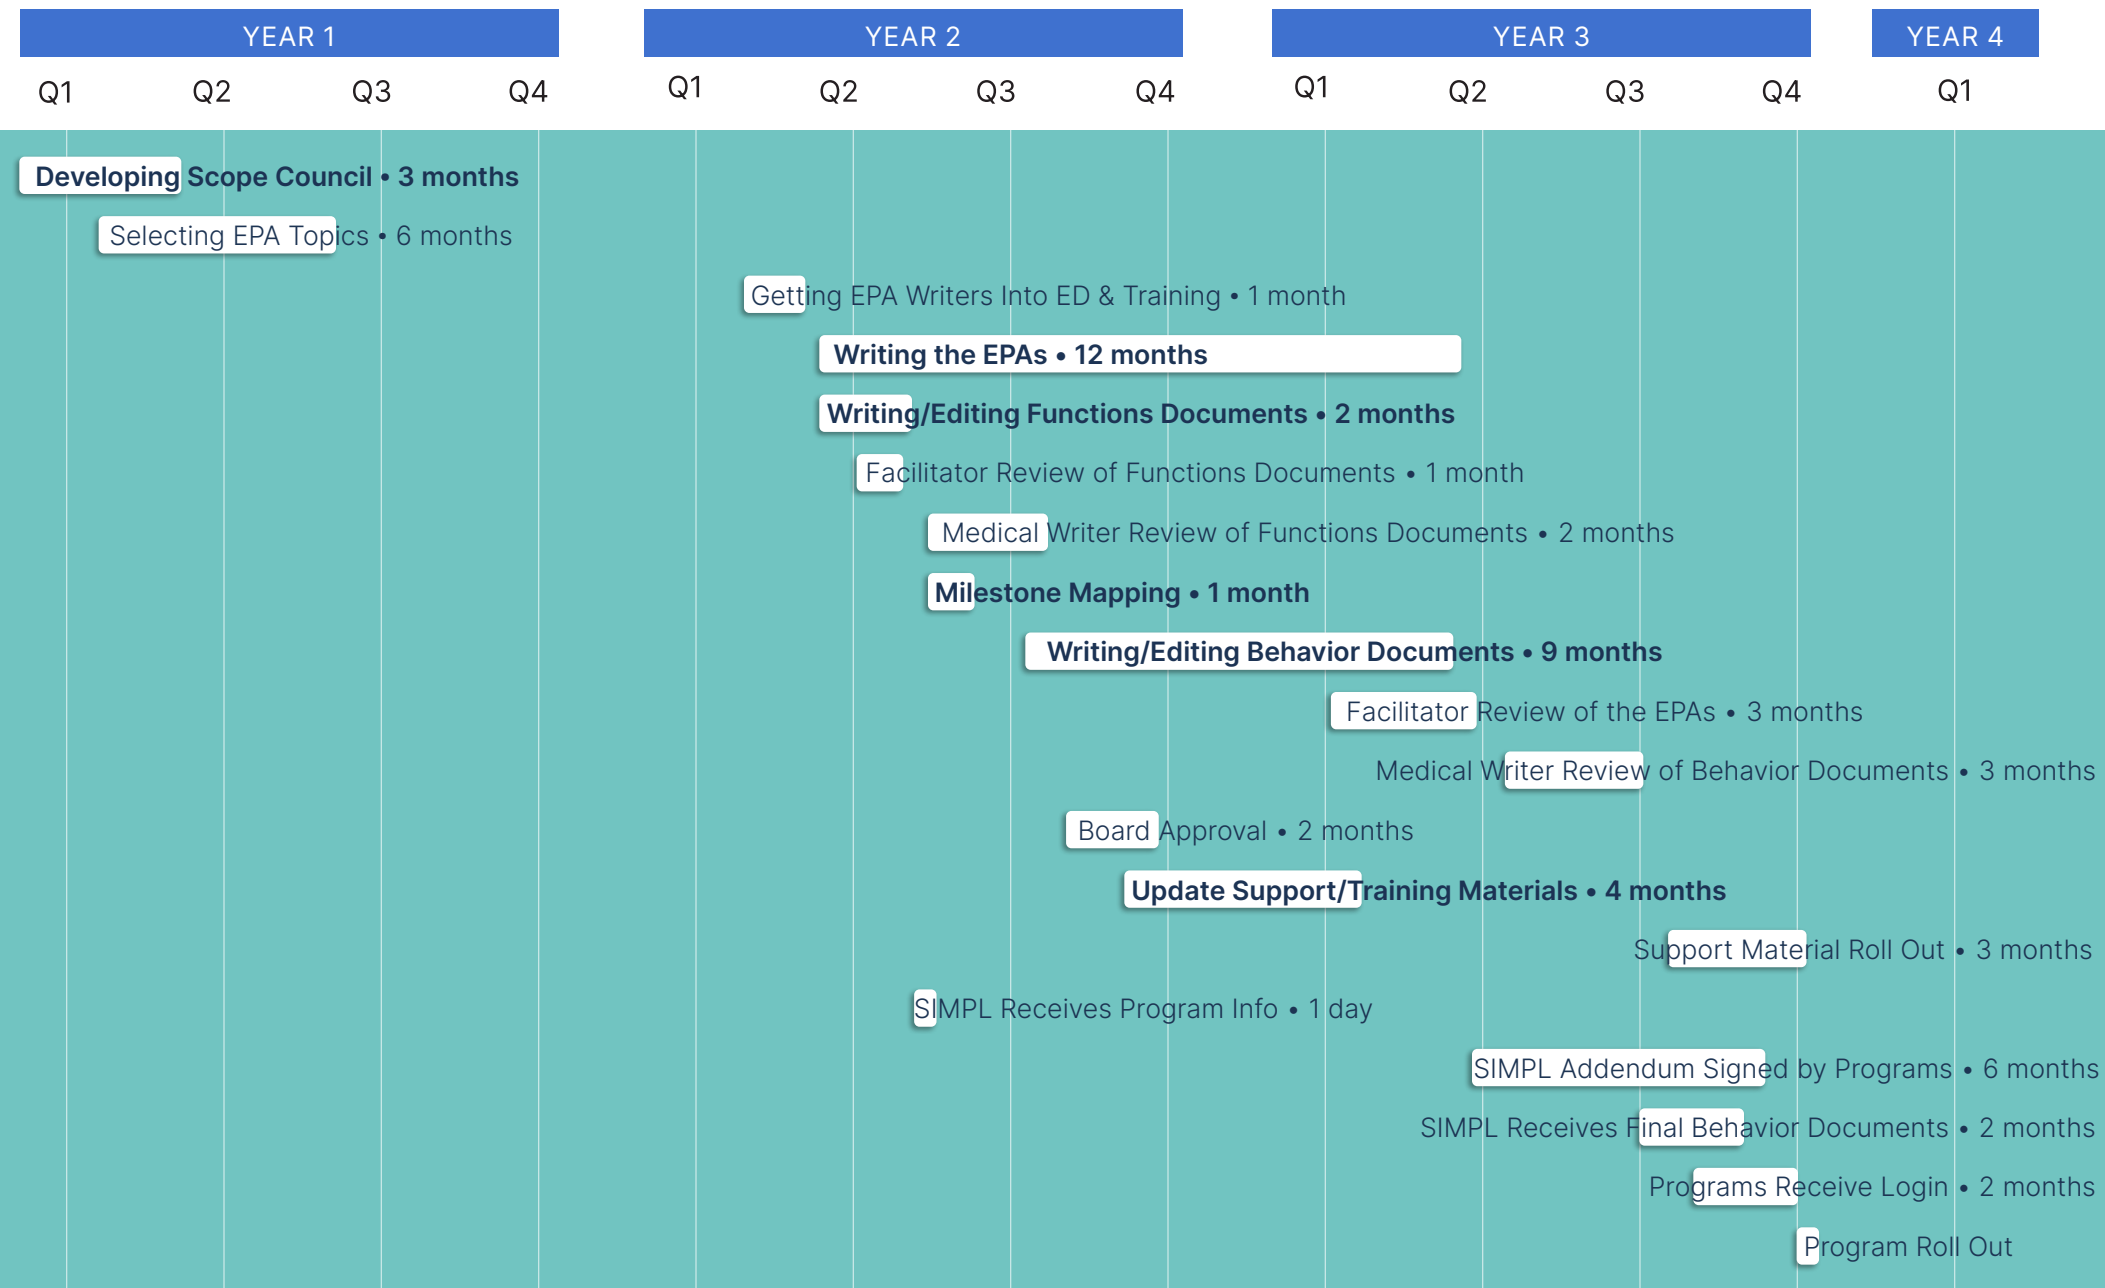 YEAR 1 YEAR 2 YEAR 3 YEAR 4
Q1 Q2 Q3 Q4 Q1 Q2 Q3 Q4 Q1 Q2 Q3 Q4 Q1
Developing Scope Council • 3 months
Selecting EPA Topics • 6 months
Getting EPA Writers Into ED & Training • 1 month
Writing the EPAs • 12 months
Writing/Editing Functions Documents • 2 months
Facilitator Review of Functions Documents • 1 month
Medical Writer Review of Functions Documents • 2 months
Milestone Mapping • 1 month
Writing/Editing Behavior Documents • 9 months
Facilitator Review of the EPAs • 3 months
Medical Writer Review of Behavior Documents • 3 months
Board Approval • 2 months
Update Support/Training Materials • 4 months
Support Material Roll Out • 3 months
SIMPL Receives Program Info • 1 day
SIMPL Addendum Signed by Programs • 6 months
SIMPL Receives Final Behavior Documents • 2 months
Programs Receive Login • 2 months
Program Roll Out